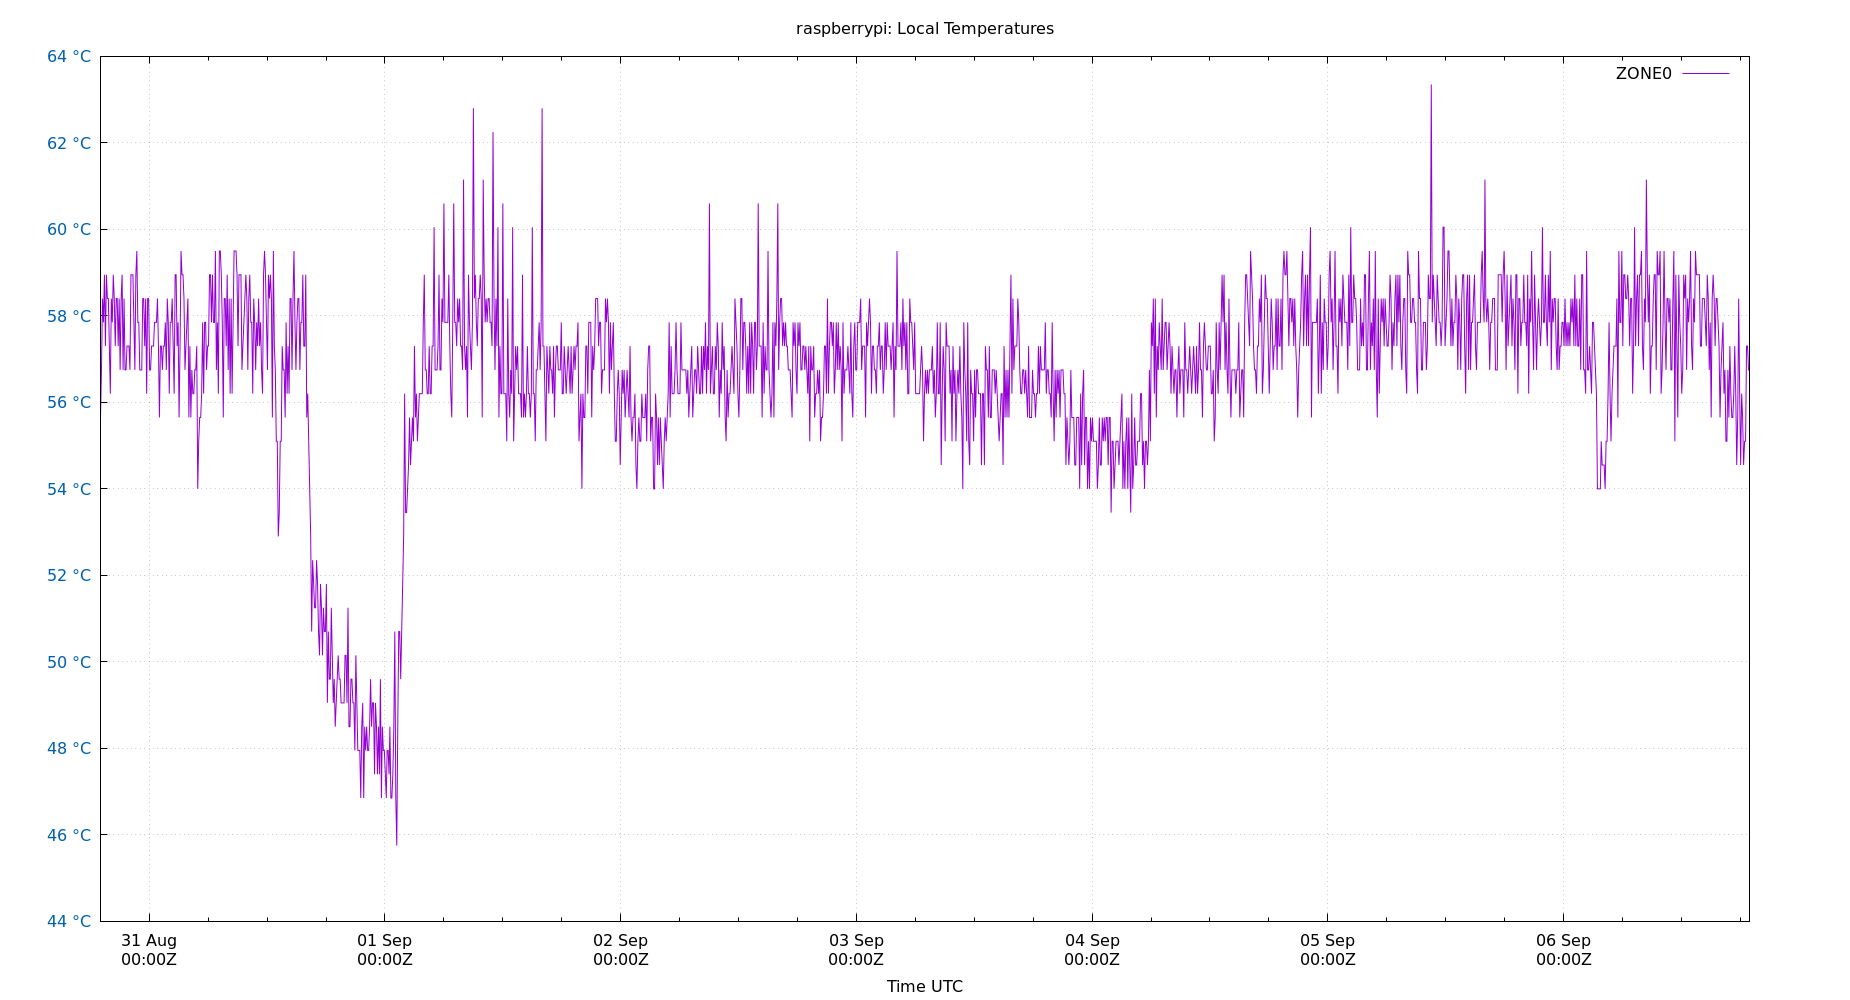 raspberrypi: Local Temperatures
64 °C
ZONE0
62 °C
60 °C
58 °C
56 °C
54 °C
52 °C
50 °C
48 °C
46 °C
44 °C
31 Aug 01 Sep 02 Sep 03 Sep 04 Sep 05 Sep 06 Sep
00:00Z 00:00Z 00:00Z 00:00Z 00:00Z 00:00Z 00:00Z
Time UTC